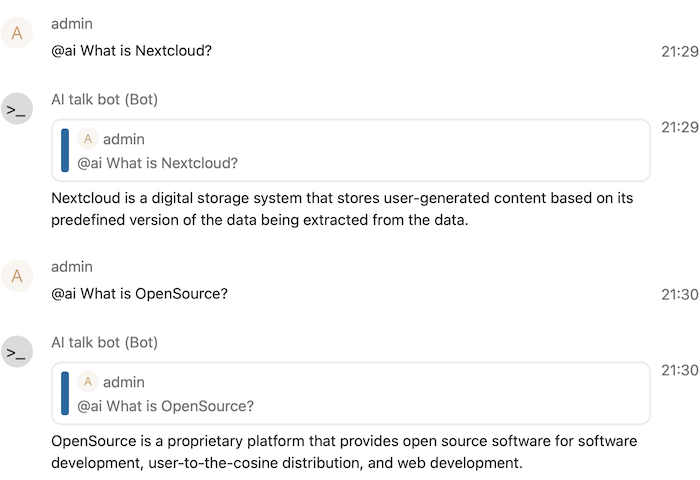 A
admin
@ai What is Nextcloud?
21:29
>_
AI talk bot (Bot)
21:29
A admin
@ai What is Nextcloud?
Nextcloud is a digital storage system that stores user-generated content based on its
predefined version of the data being extracted from the data.
A
admin
@ai What is OpenSource?
21:30
>_
AI talk bot (Bot)
21:30
A admin
@ai What is OpenSource?
OpenSource is a proprietary platform that provides open source software for software
development, user-to-the-cosine distribution, and web development.